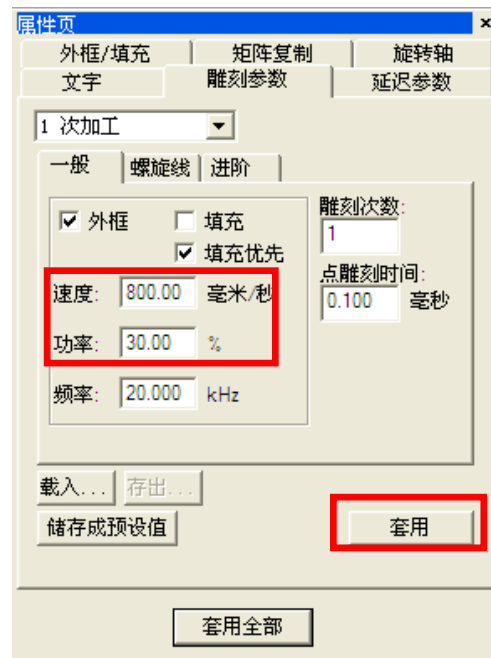 属性页
外框/填充 矩阵复制 旋转轴
文字 雕刻参数 延迟参数
1 次加工
一般 螺旋线 进阶
外框 填充
填充优先
速度: 800.00 毫米/秒
功率: 30.00 %
频率: 20.000 kHz
雕刻次数:
1
点雕刻时间:
0.100 毫秒
载入... 存出...
储存成预设值 套用
套用全部